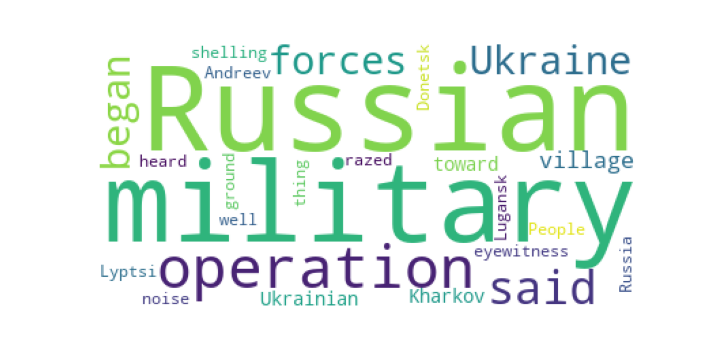 shelling
Andreev
forces
Donetsk
Ukraine
began
Russian
heard
ground
thing
razed
toward
village
military
well
Lugansk
People
operation
eyewitness
Russia
Lyptsi
noise
Ukrainian
Kharkov
said